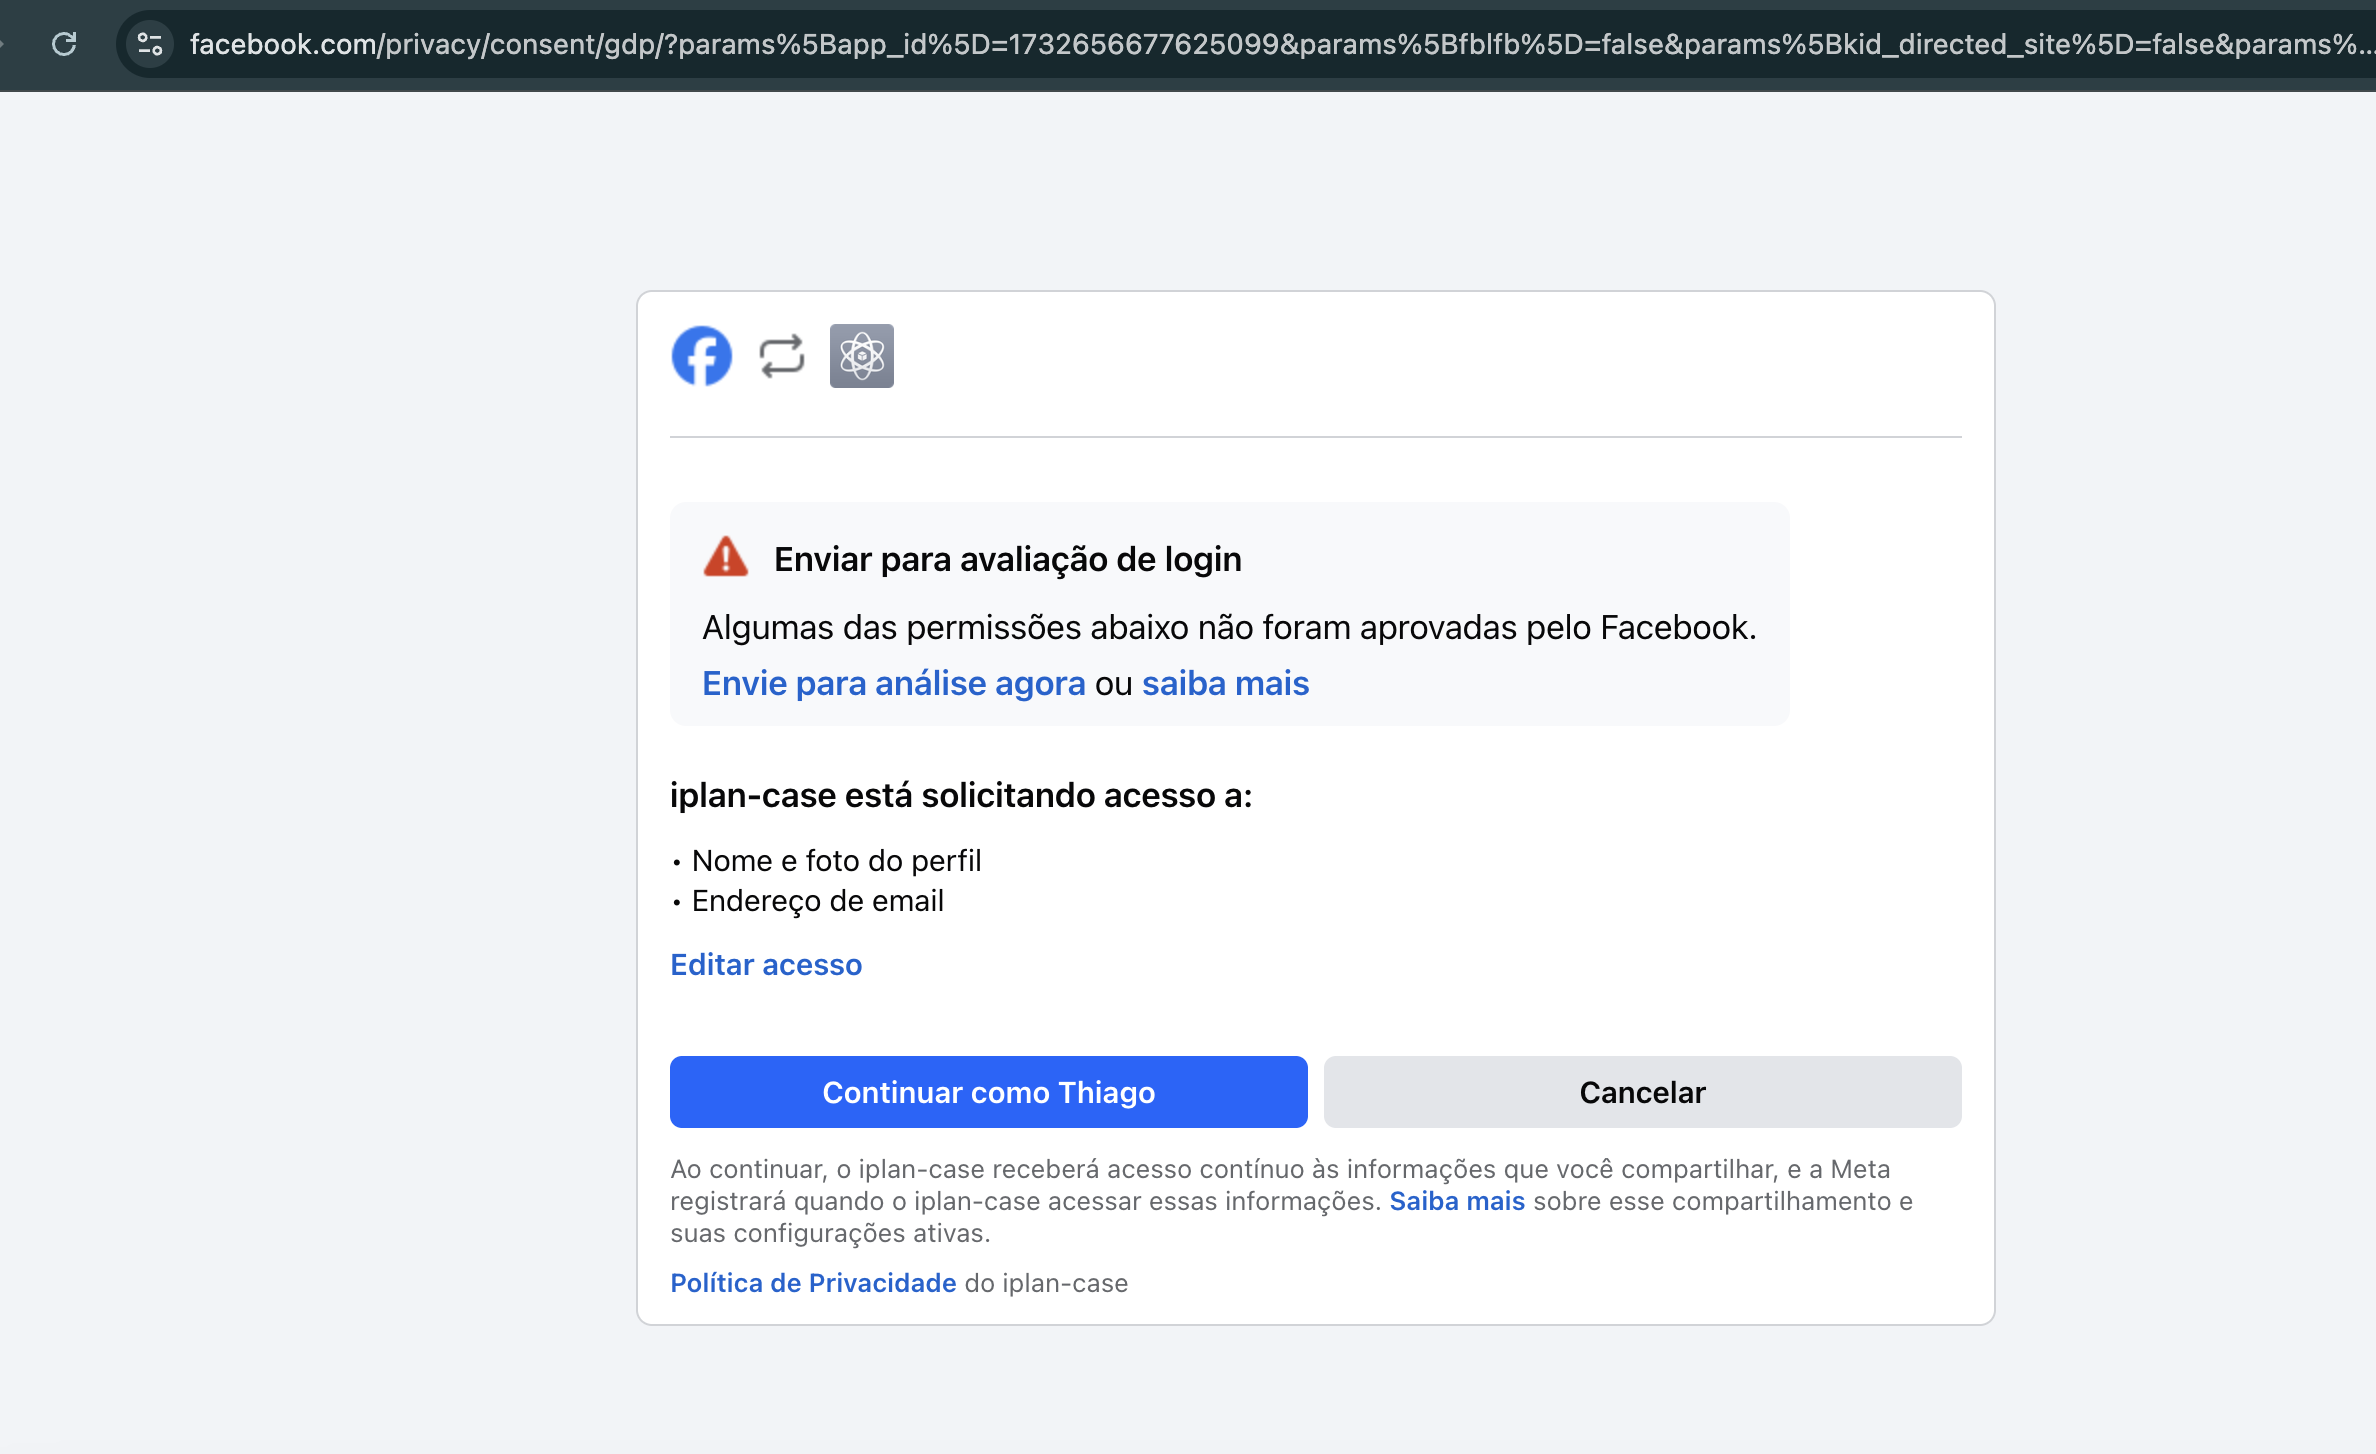 facebook.com/privacy/consent/gdp/?params%5Bapp_id%5D=1732656677625099&params%5Bfblfb%5D=false&params%5Bkid_directed_site%5D=false&params%...
Enviar para avaliação de login
Algumas das permissões abaixo não foram aprovadas pelo Facebook.
Envie para análise agora ou saiba mais
iplan-case está solicitando acesso a:
• Nome e foto do perfil
• Endereço de email
Editar acesso
Continuar como Thiago
Cancelar
Ao continuar, o iplan-case receberá acesso contínuo às informações que você compartilhar, e a Meta
registrará quando o iplan-case acessar essas informações. Saiba mais sobre esse compartilhamento e
suas configurações ativas.
Política de Privacidade do iplan-case